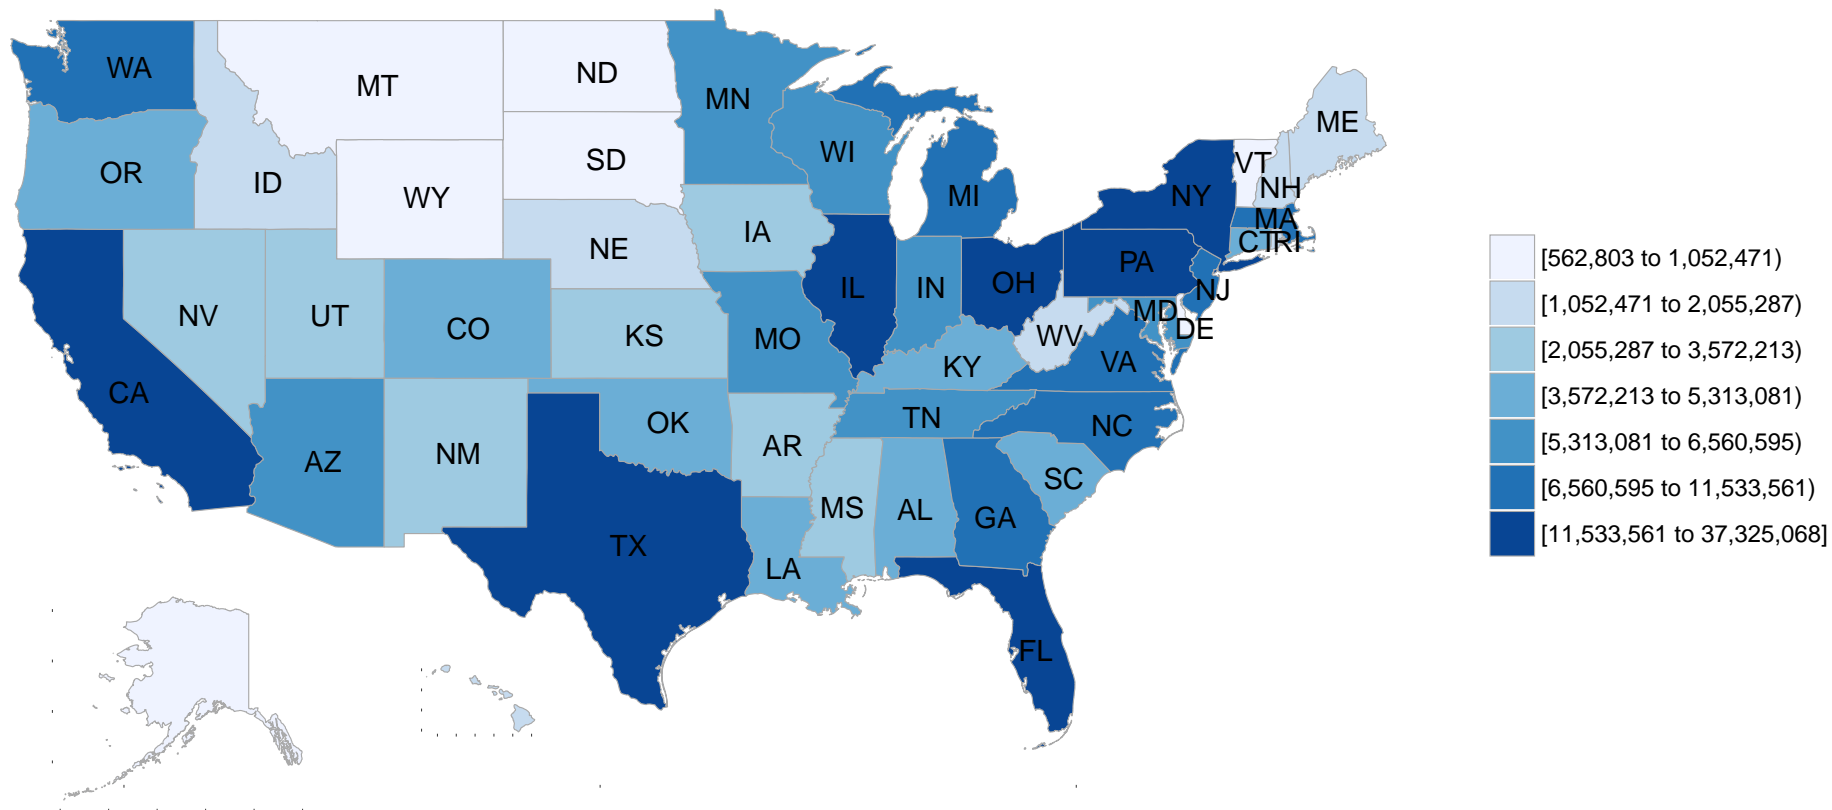 WA
MT
ND
MN
ME
OR
ID
WY
SD
WI
MI
VT
NH
NY
MA
CT
RI
NE
IA
PA
NJ
NV
UT
CO
KS
MO
IL
IN
OH
MD
DE
WV
VA
KY
CA
AZ
NM
OK
AR
TN
NC
SC
TX
LA
MS
AL
GA
FL
[562,803 to 1,052,471)
[1,052,471 to 2,055,287)
[2,055,287 to 3,572,213)
[3,572,213 to 5,313,081)
[5,313,081 to 6,560,595)
[6,560,595 to 11,533,561)
[11,533,561 to 37,325,068]